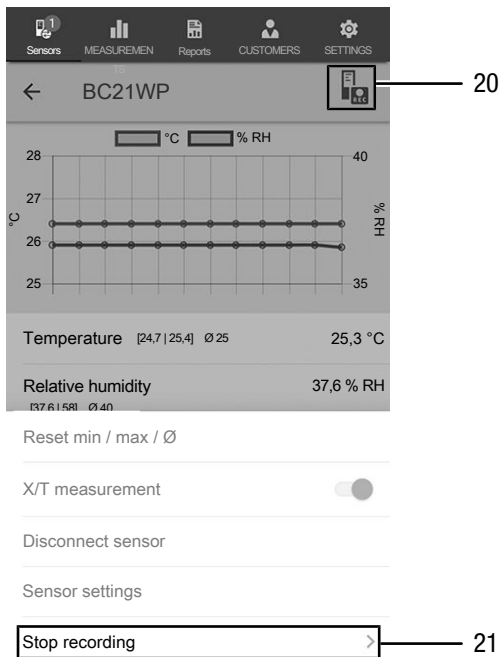 1
Sensors MEASUREMEN Reports CUSTOMERS SETTINGS
TS
BC21WP
REC
20
°C % RH
28 40
27
°C % RH
26
25 35
Temperature [24,7 | 25,4] Ø 25 25,3 °C
Relative humidity 37,6 % RH
[37,6 | 58] Ø 40
Reset min / max / Ø
X/T measurement
Disconnect sensor
Sensor settings
Stop recording
21